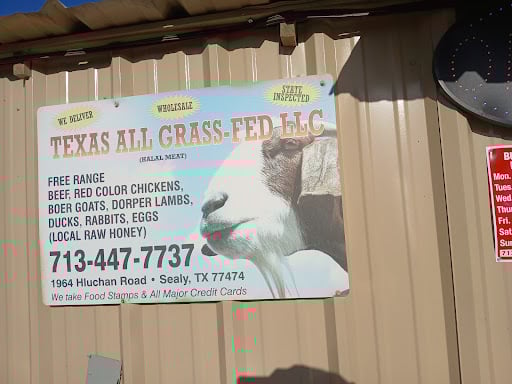 WE DELIVER
WHOLESALE
STATE
INSPECTED
TEXAS ALL GRASS-FED LLC
(HALAL MEAT)
FREE RANGE
BEEF, RED COLOR CHICKENS,
BOER GOATS, DORPER LAMBS,
DUCKS, RABBITS, EGGS
(LOCAL RAW HONEY)
713-447-7737
1964 Hluchan Road • Sealy, TX 77474
We take Food Stamps & All Major Credit Cards
Mon.
Tues
Wed
Thu
Fri.
Sat
Sun